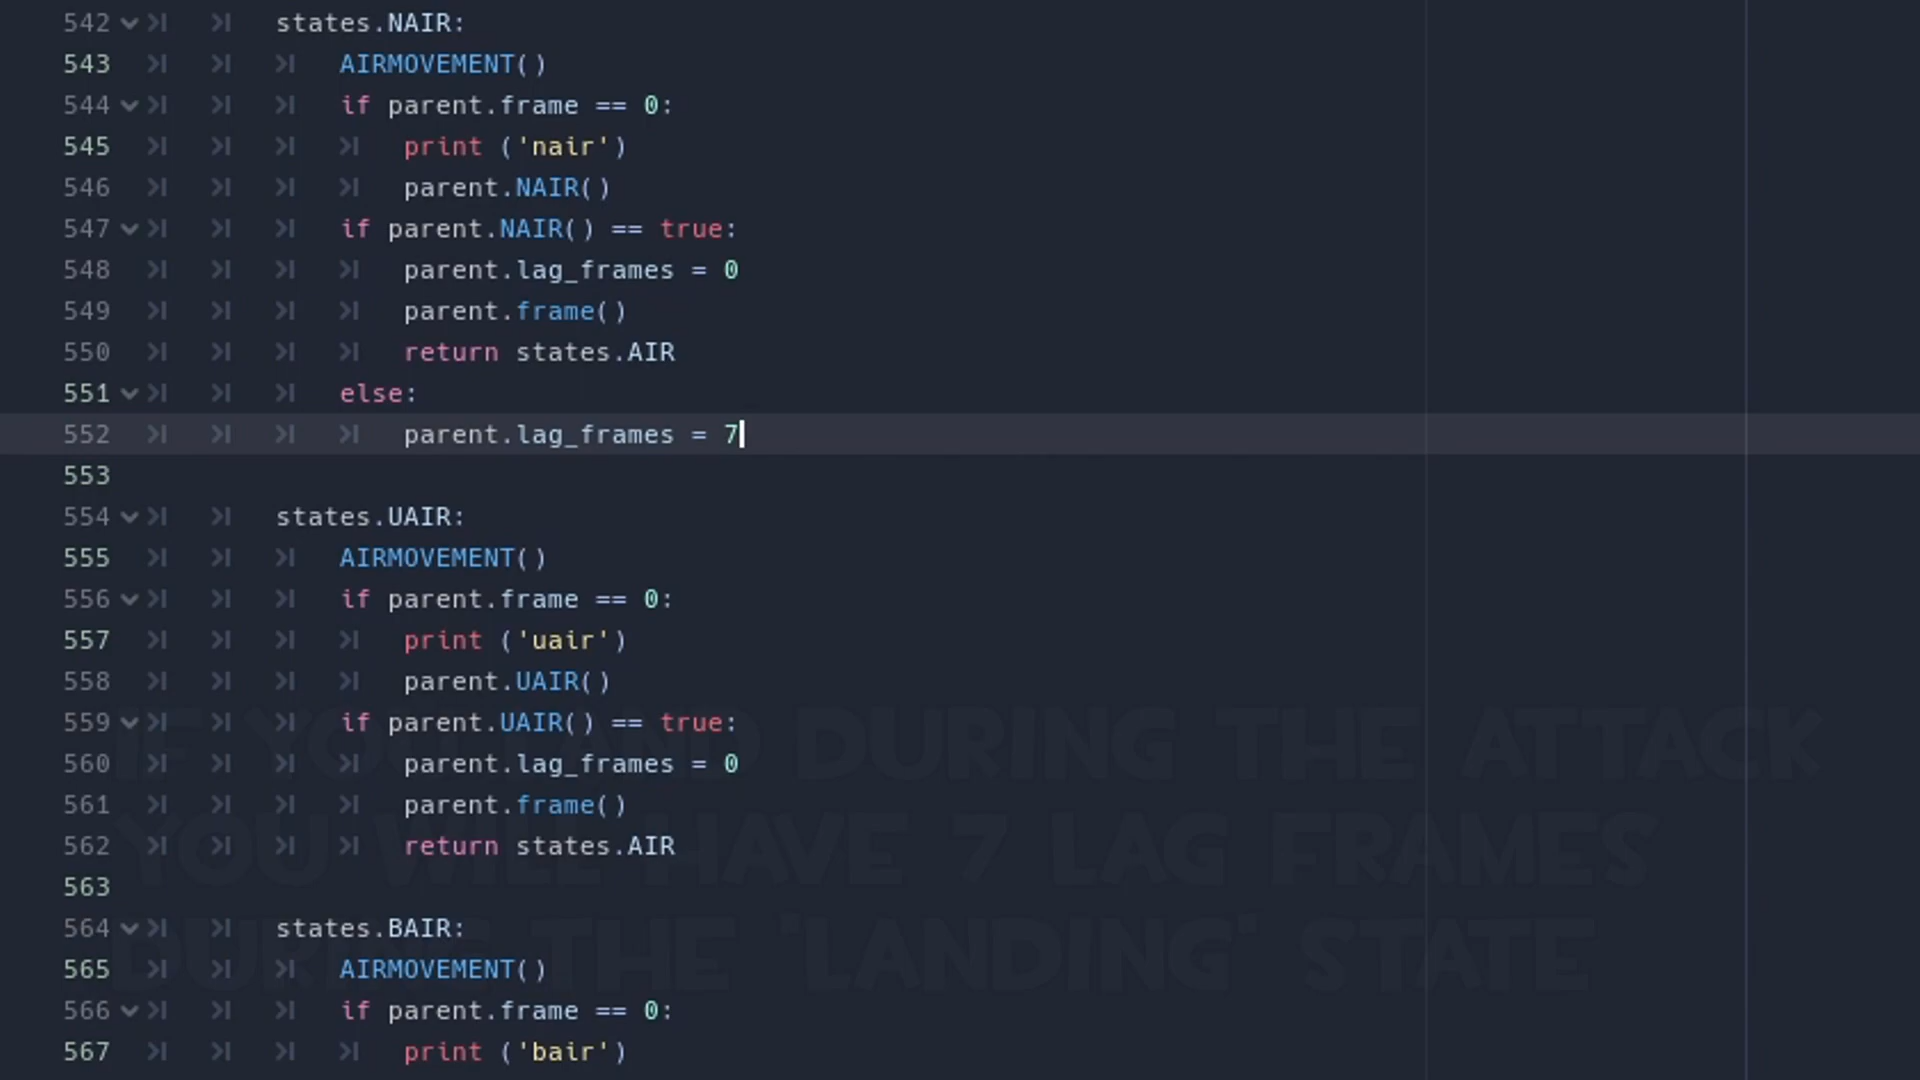 542 states.NAIR:
543 AIRMOVEMENT()
544 if parent.frame == 0:
545 print ('nair')
546 parent.NAIR()
547 if parent.NAIR() == true:
548 parent.lag_frames = 0
549 parent.frame()
550 return states.AIR
551 else:
552 parent.lag_frames = 7
553
554 states.UAIR:
555 AIRMOVEMENT()
556 if parent.frame == 0:
557 print ('uair')
558 parent.UAIR()
559 if parent.UAIR() == true:
560 parent.lag_frames = 0
561 parent.frame()
562 return states.AIR
563
564 states.BAIR:
565 AIRMOVEMENT()
566 if parent.frame == 0:
567 print ('bair')
IF YOU LAND DURING THE ATTACK
YOU WILL HAVE 7 LAG FRAMES
DURING THE 'LANDING' STATE